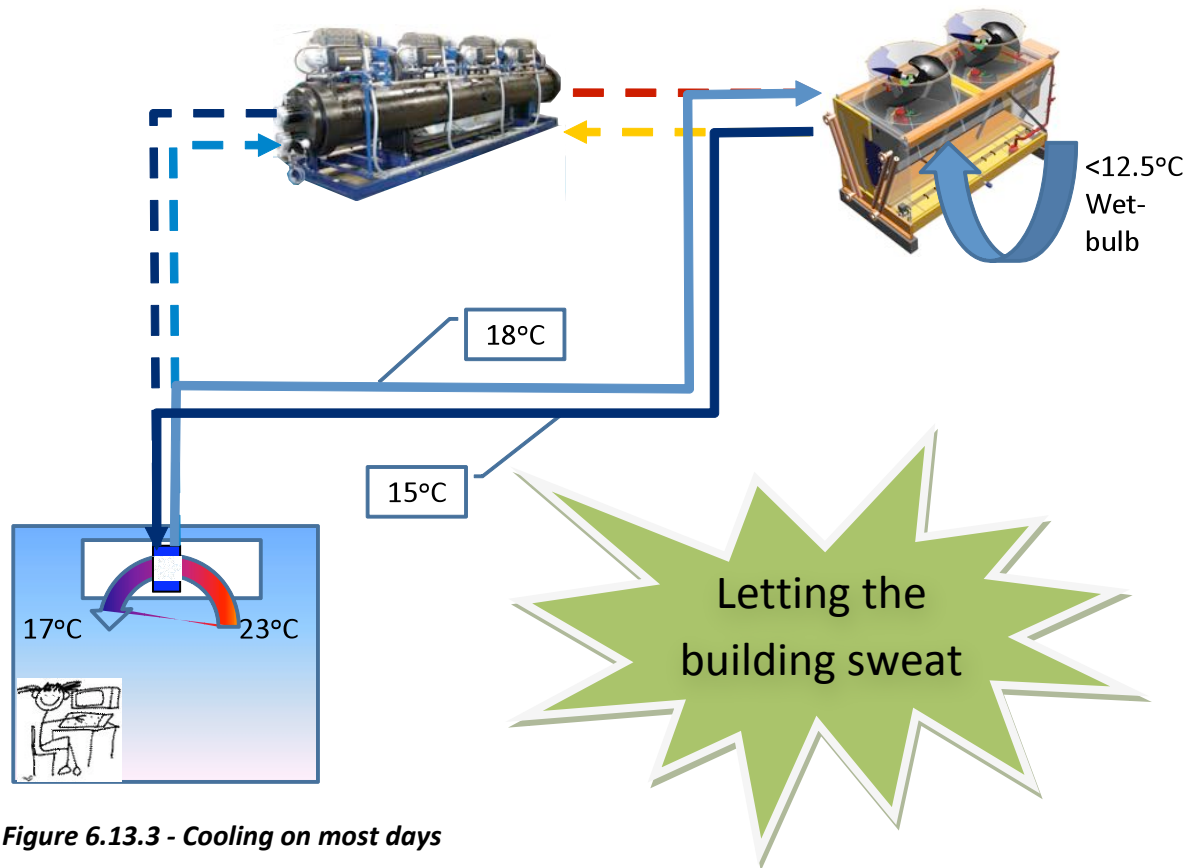 <12.5°C
Wet-
bulb
18°C
15°C
17°C
23°C
Letting the
building sweat
Figure 6.13.3 - Cooling on most days